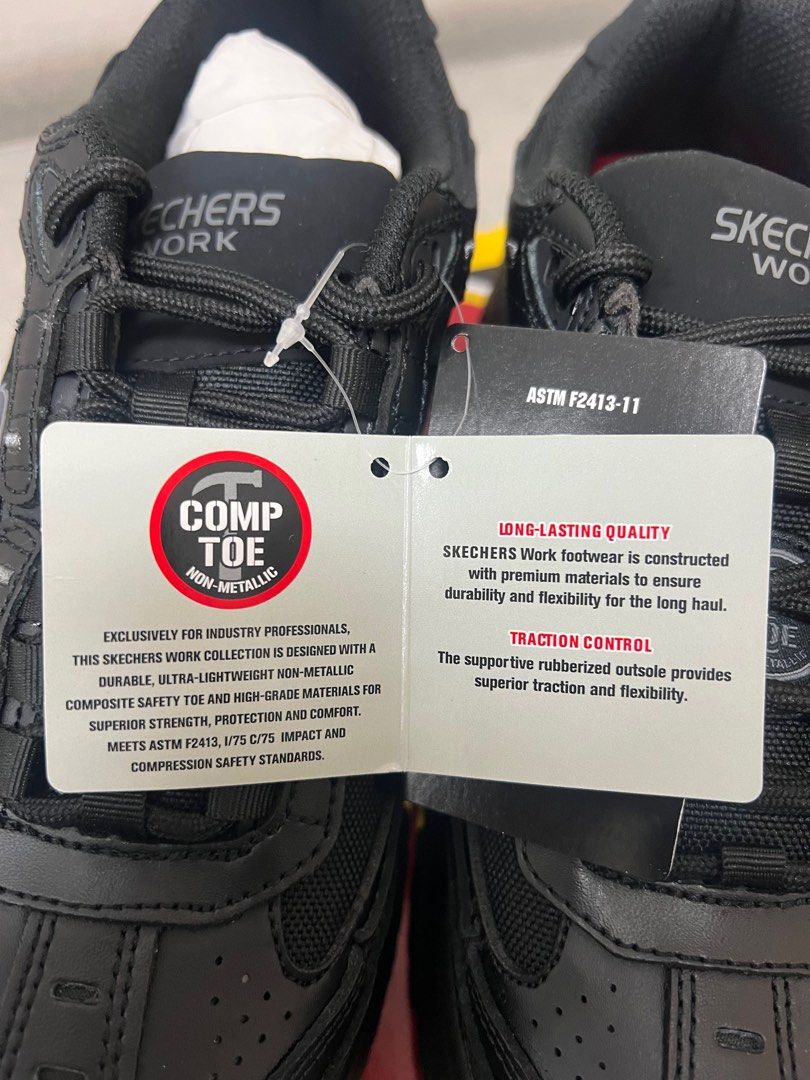 SKECHERS
WORK
SKEC
WO
ASTM F2413-11
COMP
TOE
NON-METALLIC
EXCLUSIVELY FOR INDUSTRY PROFESSIONALS,
THIS SKECHERS WORK COLLECTION IS DESIGNED WITH A
DURABLE, ULTRA-LIGHTWEIGHT NON-METALLIC
COMPOSITE SAFETY TOE AND HIGH-GRADE MATERIALS FOR
SUPERIOR STRENGTH, PROTECTION AND COMFORT.
MEETS ASTM F2413, I/75 C/75 IMPACT AND
COMPRESSION SAFETY STANDARDS.
LONG-LASTING QUALITY
SKECHERS Work footwear is constructed
with premium materials to ensure
durability and flexibility for the long haul.
TRACTION CONTROL
The supportive rubberized outsole provides
superior traction and flexibility.